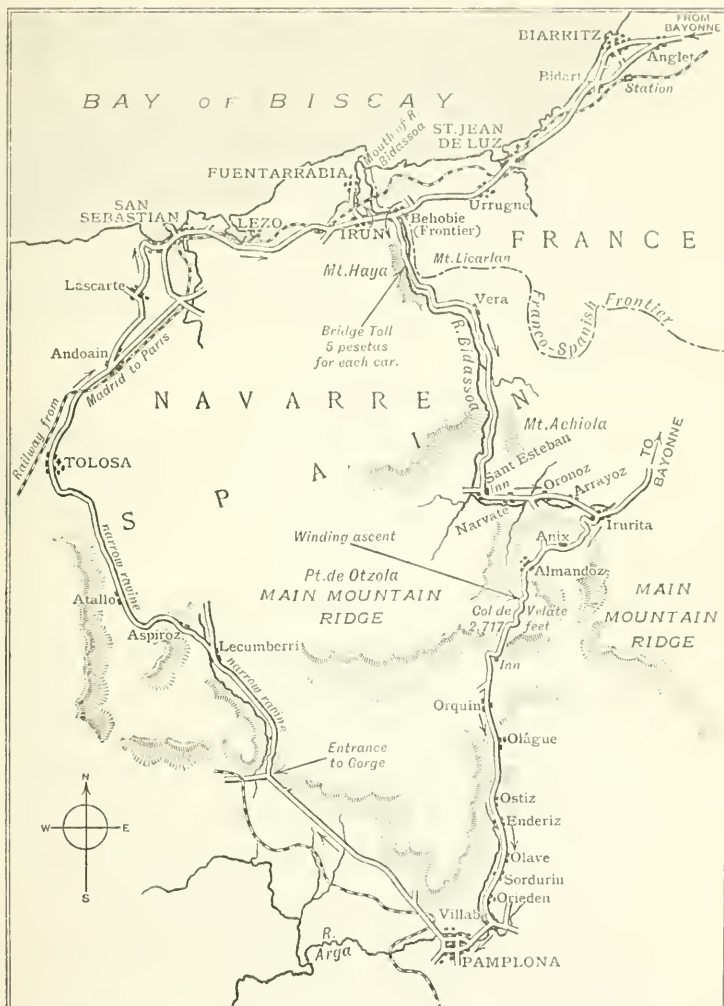 FROM
BAYONNE
BIARRITZ
Anglet
Bidart
Station
BAY OF BISCAY
ST. JEAN
DE LUZ
Mouth of R
Bidassoa
FUENTARRABIA
Urrugne
SAN
SEBASTIAN
LEZO
IRUN
Behobie
(Frontier)
FRANCE
Mt. Haya
Mt. Licarlan
Lascarte
Vera
Franco-Spanish Frontier
Bridge Toll
5 pesetas
for each car.
R. Bidassoa
Andoain
Railway from Madrid to Paris
NAVARRE
SPAIN
Mt. Achiola
TO
BAYONNE
TOLOSA
Sant Esteban
Inn
Oronoz
Arrayoz
Narvate
Irurita
Winding ascent
Anix
Almandoz
narrow ravine
Pt. de Otzola
MAIN MOUNTAIN
RIDGE
MAIN
MOUNTAIN
RIDGE
Col de Velate
2,717 feet
Atallo
Aspiroz
Lecumberri
Inn
narrow ravine
Orquin
Olâgue
Entrance
to Gorge
Ostiz
Enderiz
N
W E
S
Olave
Sordurin
Orieden
Villaba
R.
Arga
PAMPLONA